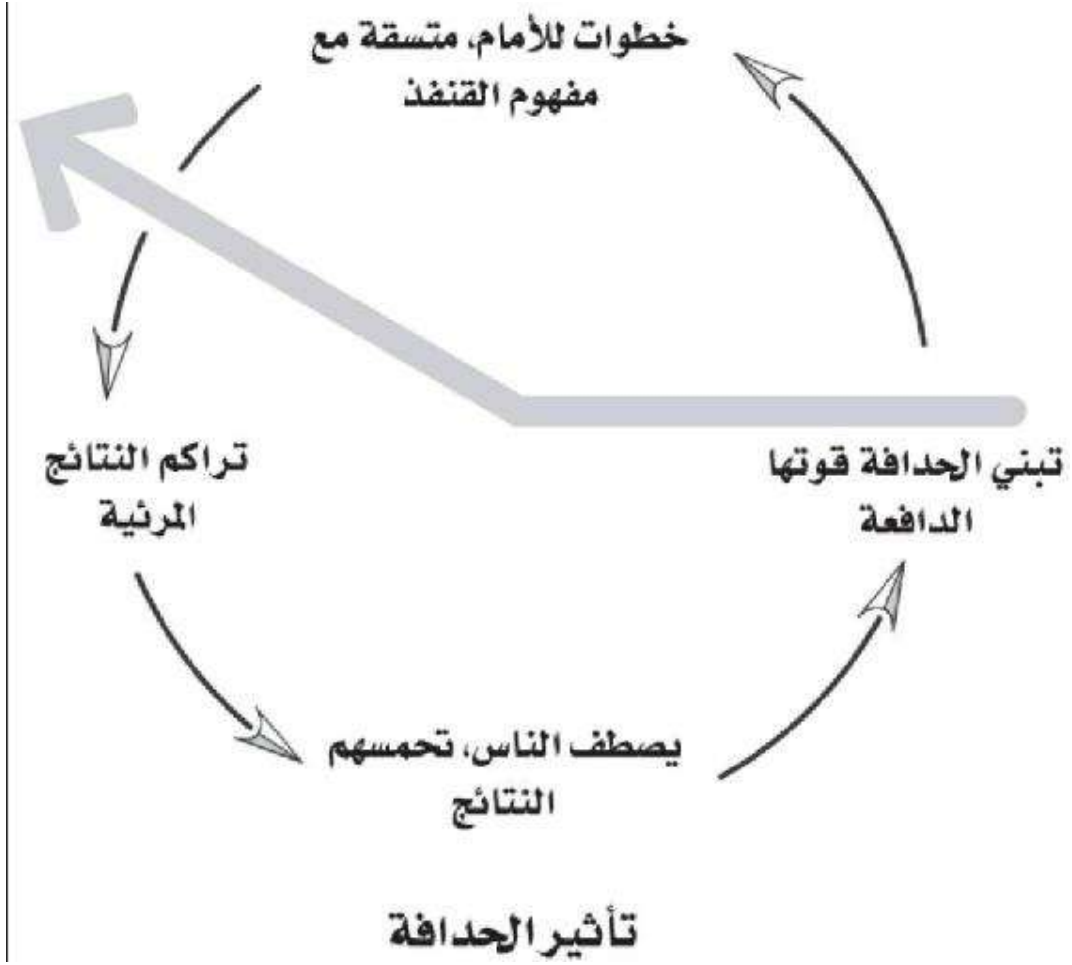 خطوات للأمام، متسقة مع
مفهوم القنفذ
تراكم النتائج
المرئية
يصطف الناس، تحمسهم
النتائج
تبني الحدافة قوتها
الدافعة
تأثير الحدافة